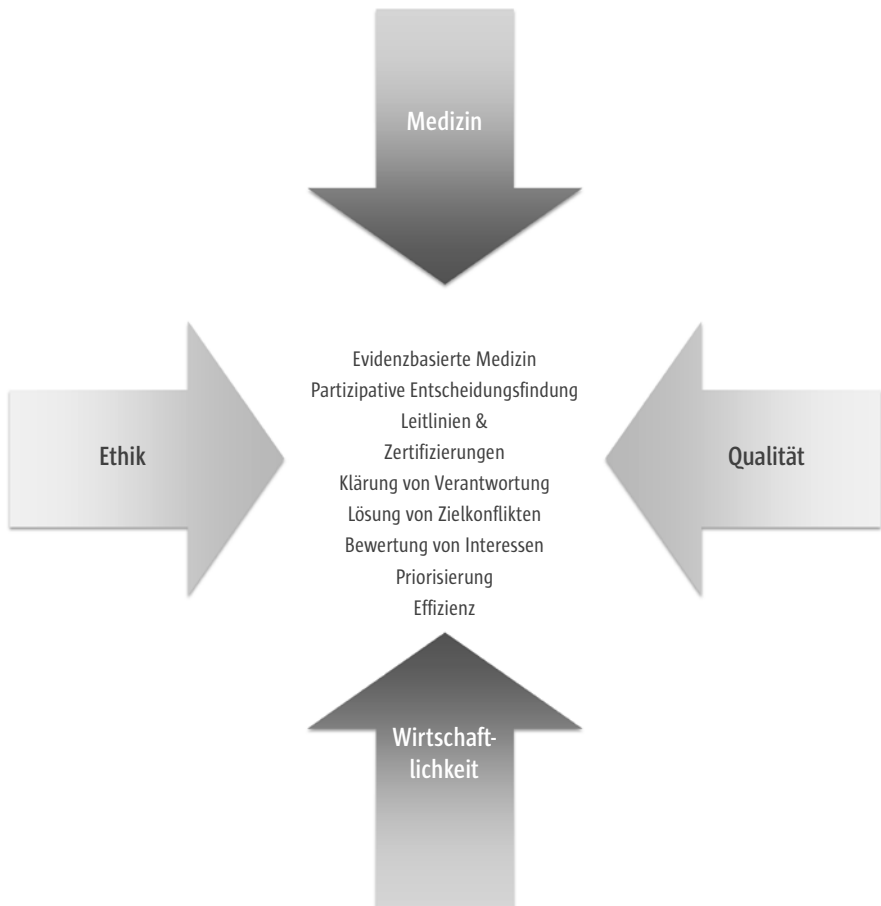 Medizin
Evidenzbasierte Medizin
Partizipative Entscheidungsfindung
Leitlinien &
Zertifizierungen
Klärung von Verantwortung
Lösung von Zielkonflikten
Bewertung von Interessen
Priorisierung
Effizienz
Ethik
Qualität
Wirtschaft-
lichkeit